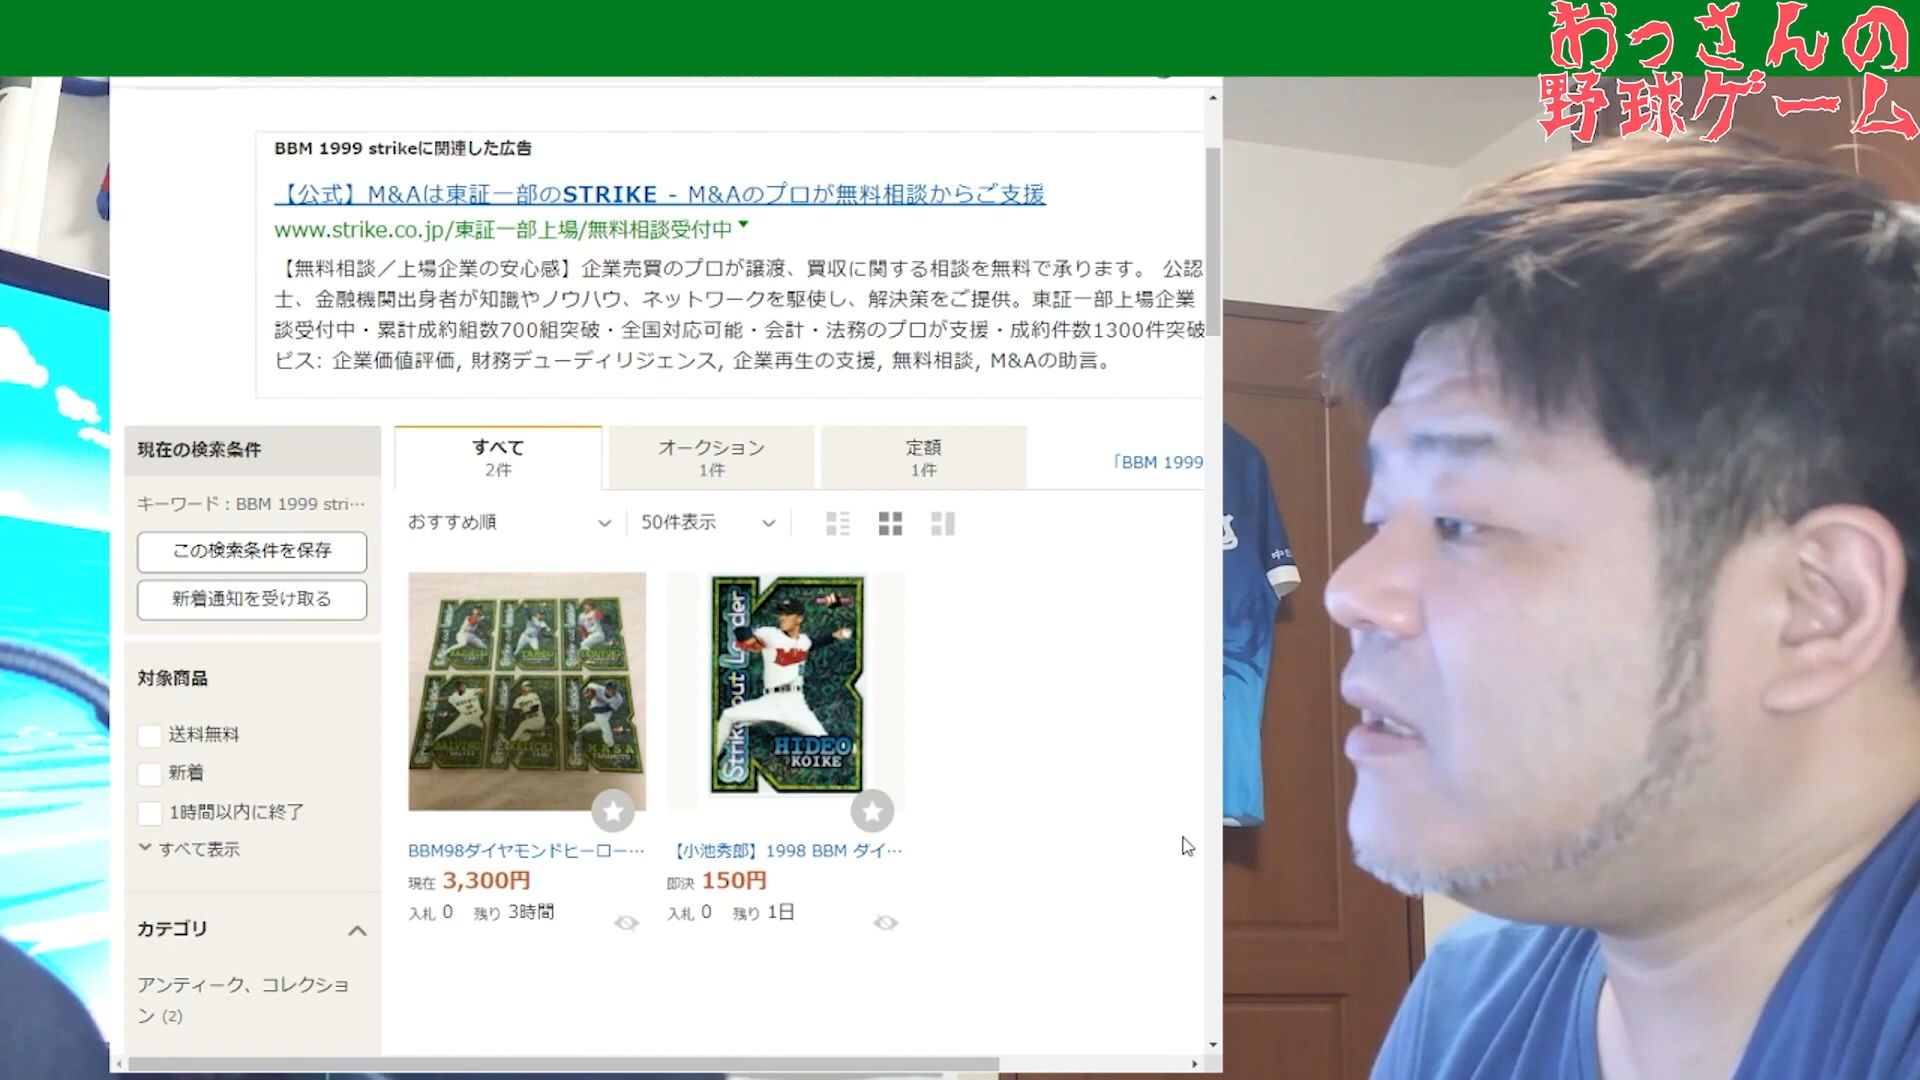 おっさんの
野球ゲーム
BBM 1999 strikeに関連した広告
【公式】M&Aは東証一部のSTRIKE - M&Aのプロが無料相談からご支援
www.strike.co.jp/東証一部上場/無料相談受付中
【無料相談／上場企業の安心感】企業売買のプロが譲渡、買収に関する相談を無料で承ります。 公認
士、金融機関出身者が知識やノウハウ、ネットワークを駆使し、解決策をご提供。東証一部上場企業
談受付中・累計成約組数700組突破・全国対応可能・会計・法務のプロが支援・成約件数1300件突破
ビス: 企業価値評価, 財務デューディリジェンス, 企業再生の支援, 無料相談, M&Aの助言。
現在の検索条件
キーワード：BBM 1999 stri…
この検索条件を保存
新着通知を受け取る
対象商品
送料無料
新着
1時間以内に終了
すべて表示
カテゴリ
アンティーク、コレクショ
ン (2)
すべて
2件
オークション
1件
定額
1件
「BBM 1999
おすすめ順
50件表示
BBM98ダイヤモンドヒーロー…
現在 3,300円
入札 0 残り 3時間
Strike out Leader
HIDEO
KOIKE
【小池秀郎】1998 BBM ダイ…
即決 150円
入札 0 残り 1日